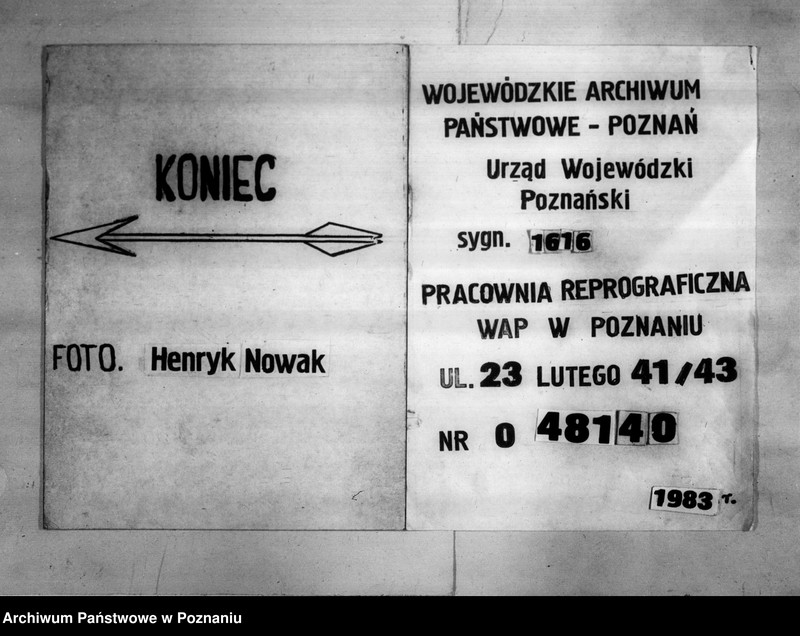 KONIEC
FOTO. Henryk Nowak
WOJEWÓDZKIE ARCHIWUM
PAŃSTWOWE - POZNAŃ
Urząd Wojewódzki
Poznański
sygn. 1616
PRACOWNIA REPROGRAFICZNA
WAP W POZNANIU
UL. 23 LUTEGO 41/43
NR 0 48140
1983 r.
Archiwum Państwowe w Poznaniu